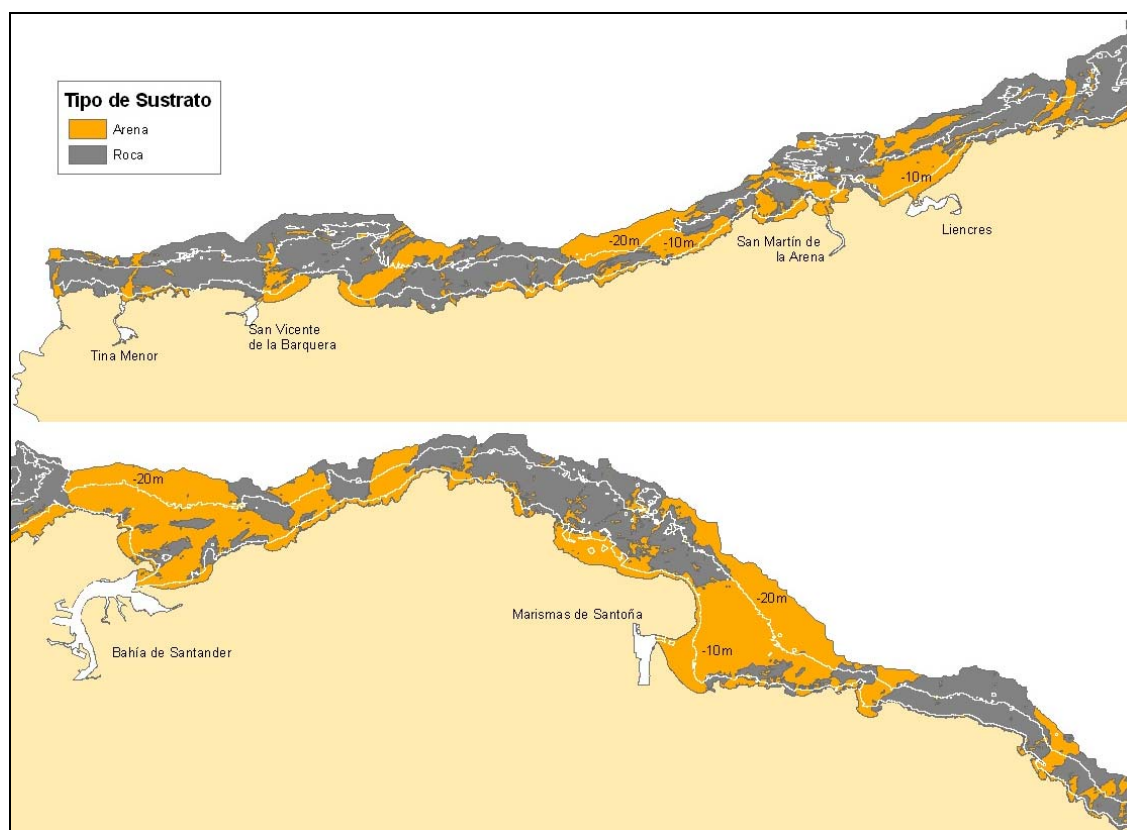 Tipo de Sustrato
Arena
Roca
-10m
-20m
-10m
San Martín de
la Arena
Liencres
San Vicente
de la Barquera
Tina Menor
-20m
-20m
Marismas de Santoña
-10m
Bahía de Santander